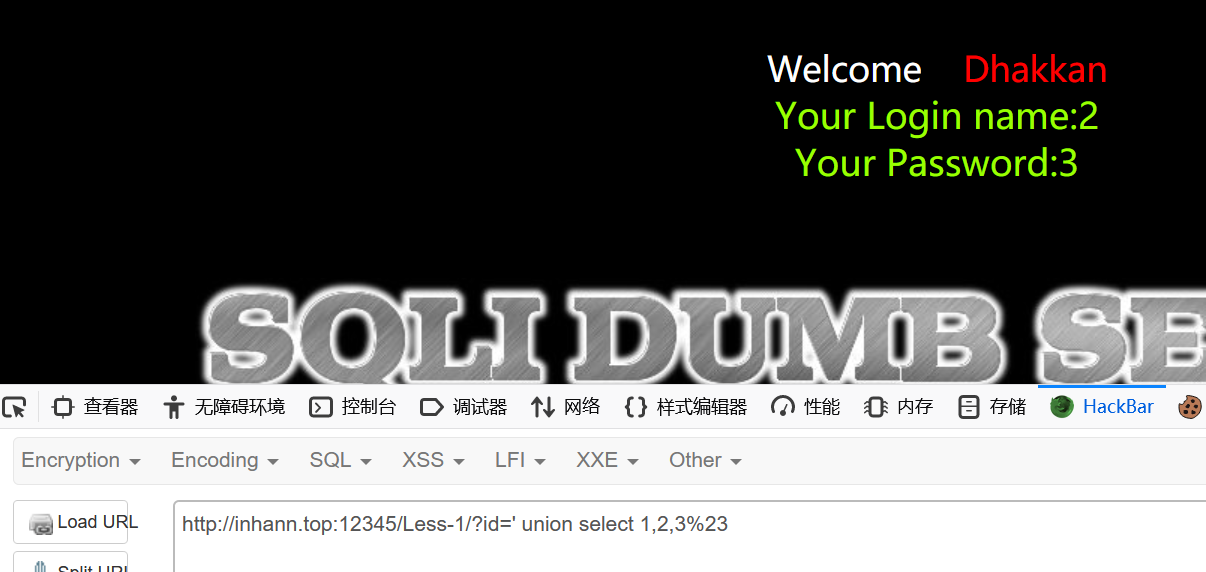 Welcome Dhakkan
Your Login name:2
Your Password:3
SQLI DUMB SE
查看器 无障碍环境 控制台 调试器 网络 样式编辑器 性能 内存 存储 HackBar
Encryption Encoding SQL XSS LFI XXE Other
Load URL
http://inhann.top:12345/Less-1/?id=' union select 1,2,3%23
Split URL